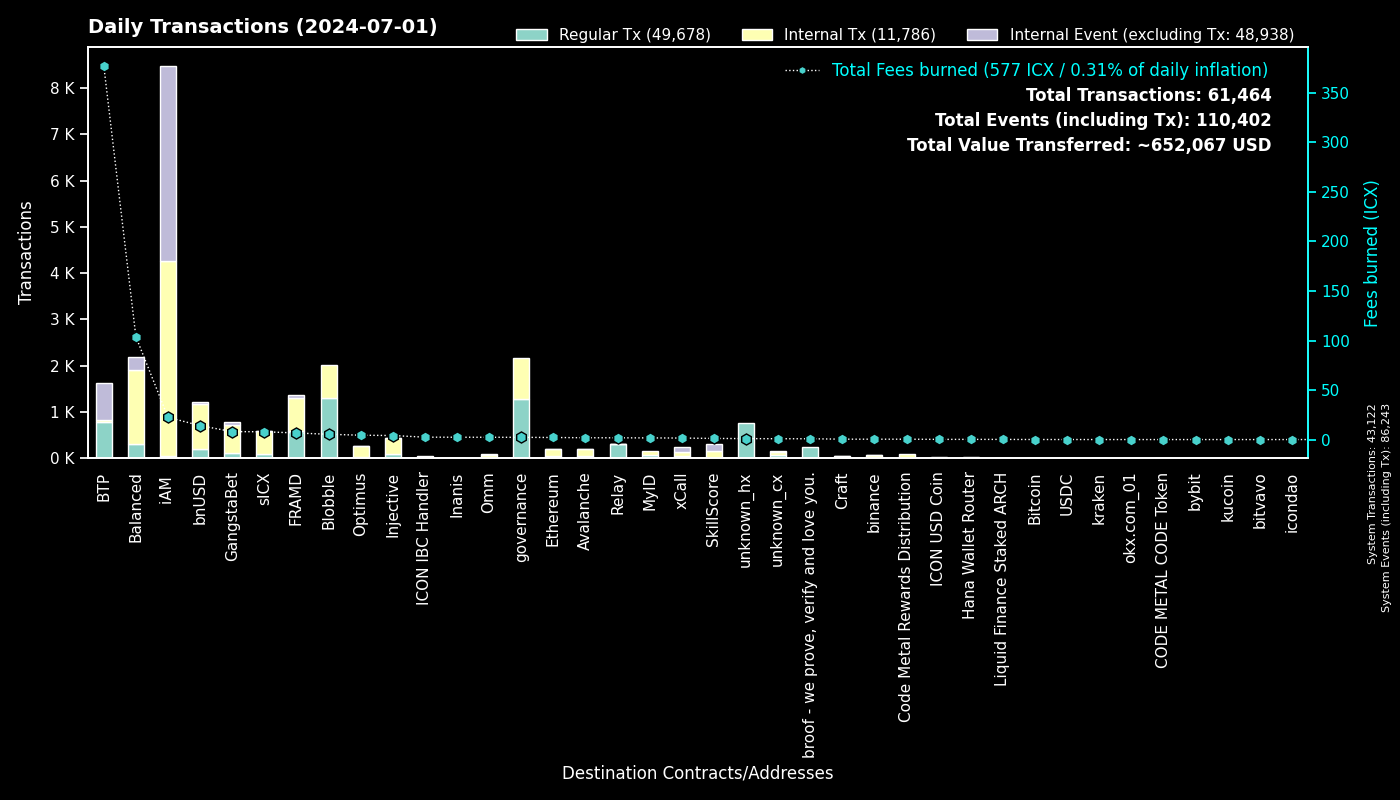 Daily Transactions (2024-07-01)
Regular Tx (49,678)
Internal Tx (11,786)
Internal Event (excluding Tx: 48,938)
Total Fees burned (577 ICX / 0.31% of daily inflation)
Total Transactions: 61,464
Total Events (including Tx): 110,402
Total Value Transferred: ~652,067 USD
8 K
7 K
6 K
5 K
4 K
3 K
2 K
1 K
0 K
Transactions
350
300
250
200
150
100
50
0
Fees burned (ICX)
System Transactions: 43,122
System Events (including Tx): 86,243
BTP
Balanced
iAM
bnUSD
GangstaBet
sICX
FRAMD
Blobble
Optimus
Injective
ICON IBC Handler
Inanis
Omm
governance
Ethereum
Avalanche
Relay
MyID
xCall
SkillScore
unknown_hx
unknown_cx
broof - we prove, verify and love you.
Craft
binance
Code Metal Rewards Distribution
ICON USD Coin
Hana Wallet Router
Liquid Finance Staked ARCH
Bitcoin
USDC
kraken
okx.com_01
CODE METAL CODE Token
bybit
kucoin
bitvavo
icondao
Destination Contracts/Addresses